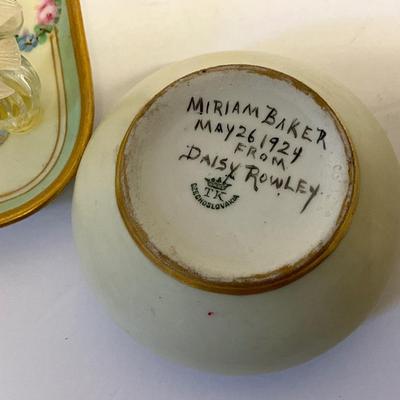 MIRIAM BAKER
MAY 26 1924
FROM
DAISY ROWLEY
TK
CZECHOSLOVAKIA